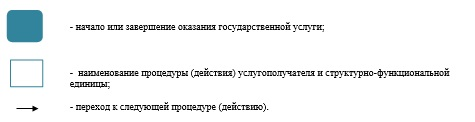 - начало или завершение оказания государственной услуги;
- наименование процедуры (действия) услугополучателя и структурно-функциональной
единицы;
- переход к следующей процедуре (действию).